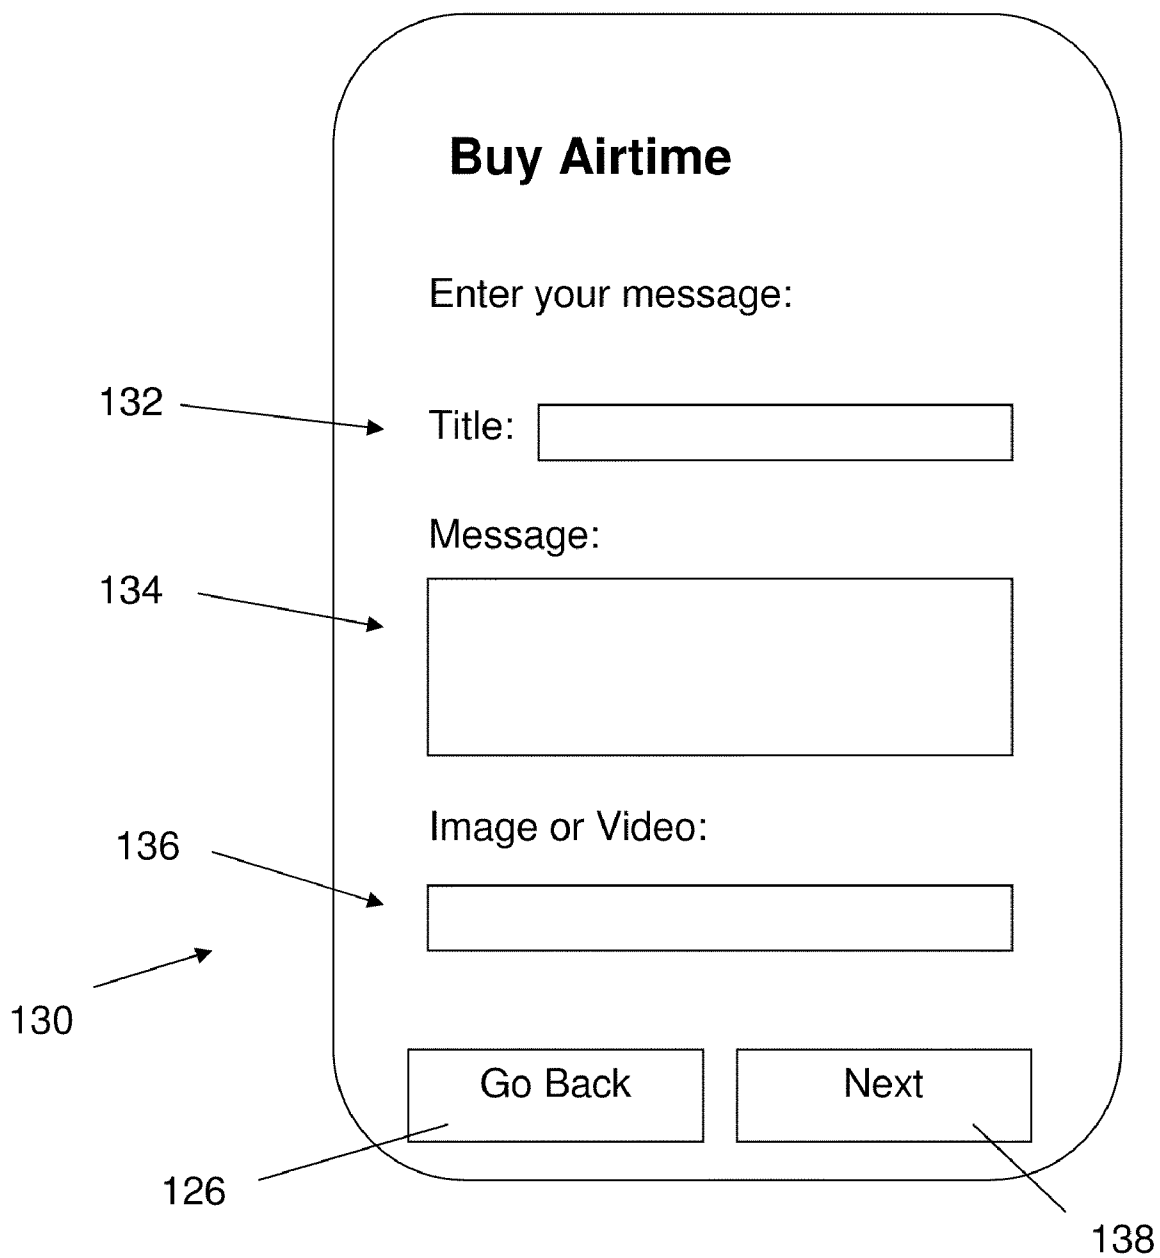 Buy Airtime
Enter your message:
132
Title:
Message:
134
Image or Video:
136
130
Go Back
Next
126
138